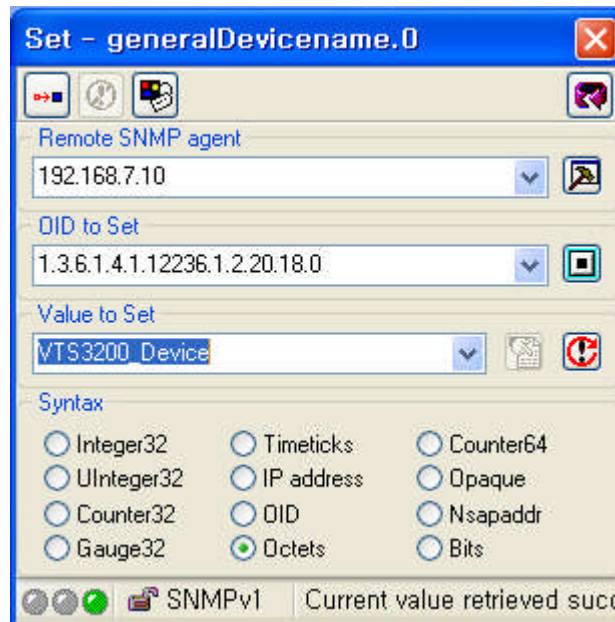 Set - generalDevicename.0
Remote SNMP agent
192.168.7.10
OID to Set
1.3.6.1.4.1.12236.1.2.20.18.0
Value to Set
VTS3200_Device
Syntax
Integer32 Timeticks Counter64
UInteger32 IP address Opaque
Counter32 OID Nsapaddr
Gauge32 Octets Bits
SNMPv1 Current value retrieved succ